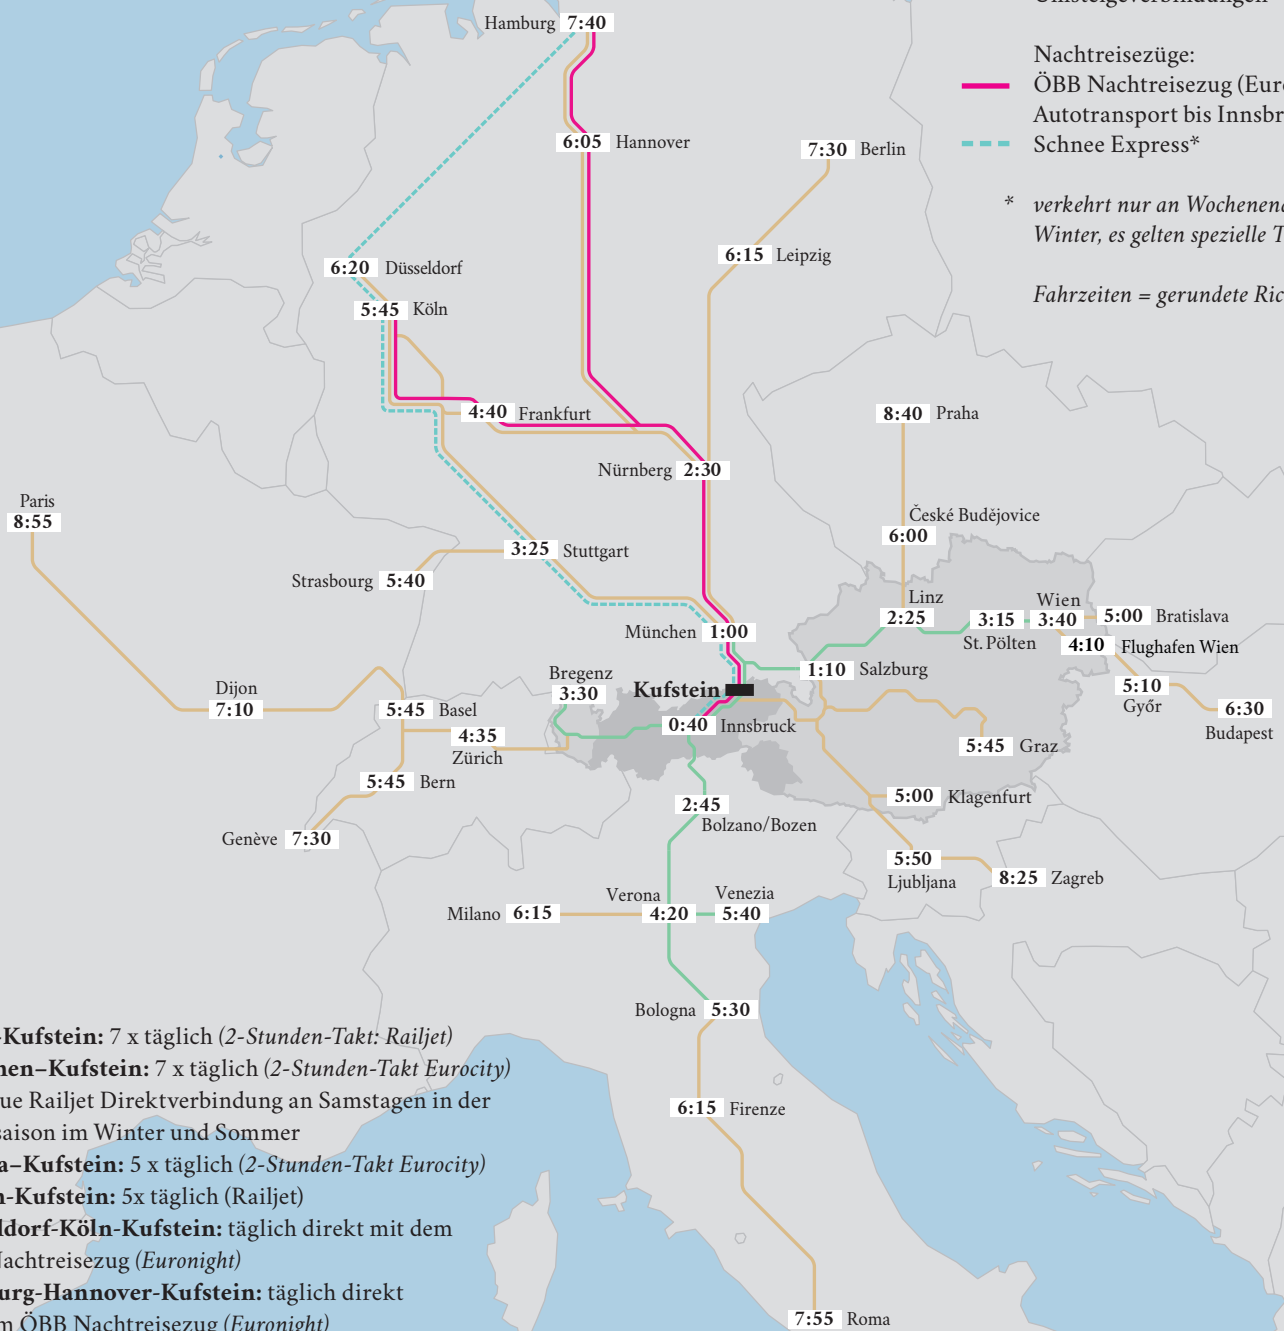 Umsteigeverbindungen
Hamburg 7:40
Nachtreisezüge:
ÖBB Nachtreisezug (Euro
Autotransport bis Innsbr
Schnee Express*
6:05 Hannover
7:30 Berlin
* verkehrt nur an Wochenend
Winter, es gelten spezielle T
6:15 Leipzig
6:20 Düsseldorf
Fahrzeiten = gerundete Ric
5:45 Köln
4:40 Frankfurt
8:40 Praha
Nürnberg 2:30
Paris
8:55
České Budějovice
6:00
3:25 Stuttgart
Strasbourg 5:40
Linz
2:25
Wien
3:15 3:40 5:00 Bratislava
St. Pölten
München 1:00
4:10 Flughafen Wien
Bregenz
3:30
1:10 Salzburg
Kufstein
5:10
Győr
Dijon
7:10
5:45 Basel
6:30
Budapest
0:40 Innsbruck
4:35
Zürich
5:45 Graz
5:45 Bern
5:00 Klagenfurt
2:45
Bolzano/Bozen
Genève 7:30
5:50
Ljubljana
8:25 Zagreb
Verona Venezia
Milano 6:15 4:20 5:40
Bologna 5:30
-Kufstein: 7 x täglich (2-Stunden-Takt: Railjet)
hen–Kufstein: 7 x täglich (2-Stunden-Takt Eurocity)
ue Railjet Direktverbindung an Samstagen in der
saison im Winter und Sommer
6:15 Firenze
a–Kufstein: 5 x täglich (2-Stunden-Takt Eurocity)
n-Kufstein: 5x täglich (Railjet)
ldorf-Köln-Kufstein: täglich direkt mit dem
Nachtreisezug (Euronight)
urg-Hannover-Kufstein: täglich direkt
m ÖBB Nachtreisezug (Euronight)
7:55 Roma